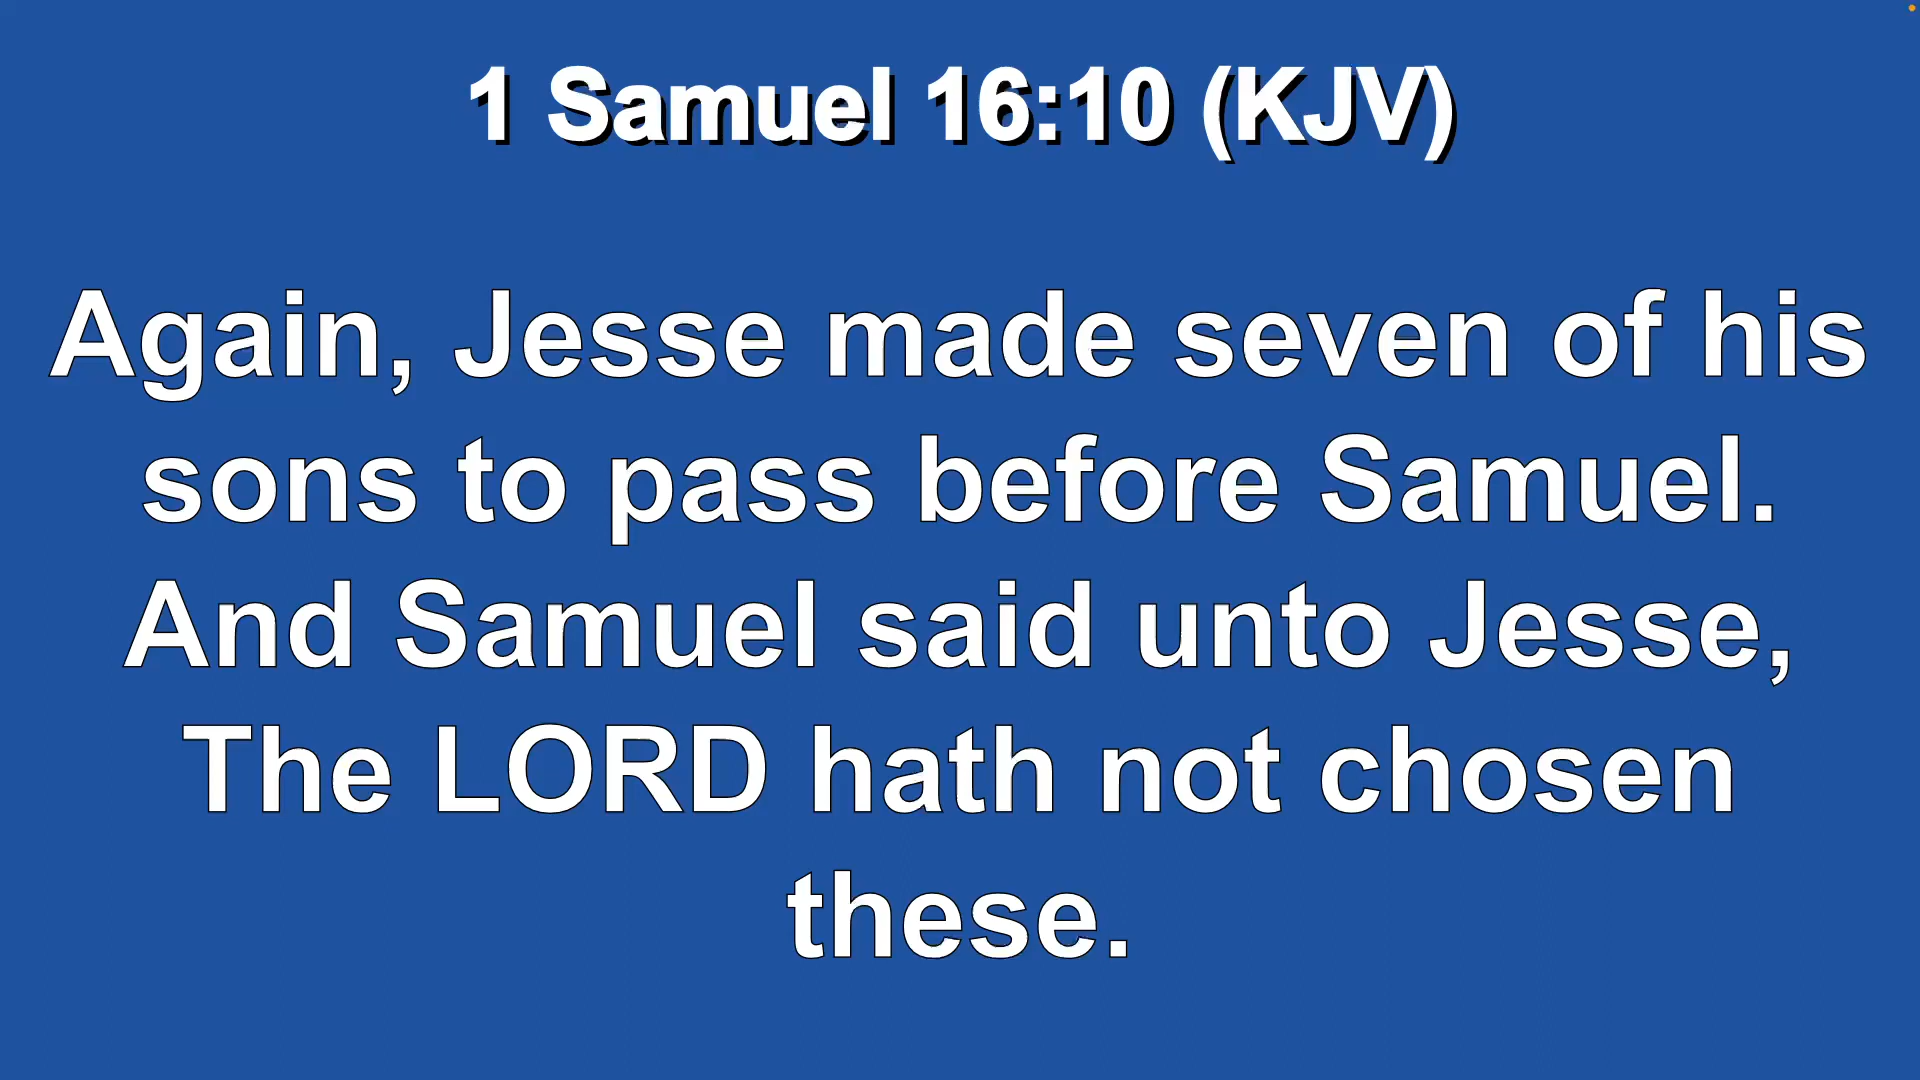 1 Samuel 16:10 (KJV)
Again, Jesse made seven of his
sons to pass before Samuel.
And Samuel said unto Jesse,
The LORD hath not chosen
these.